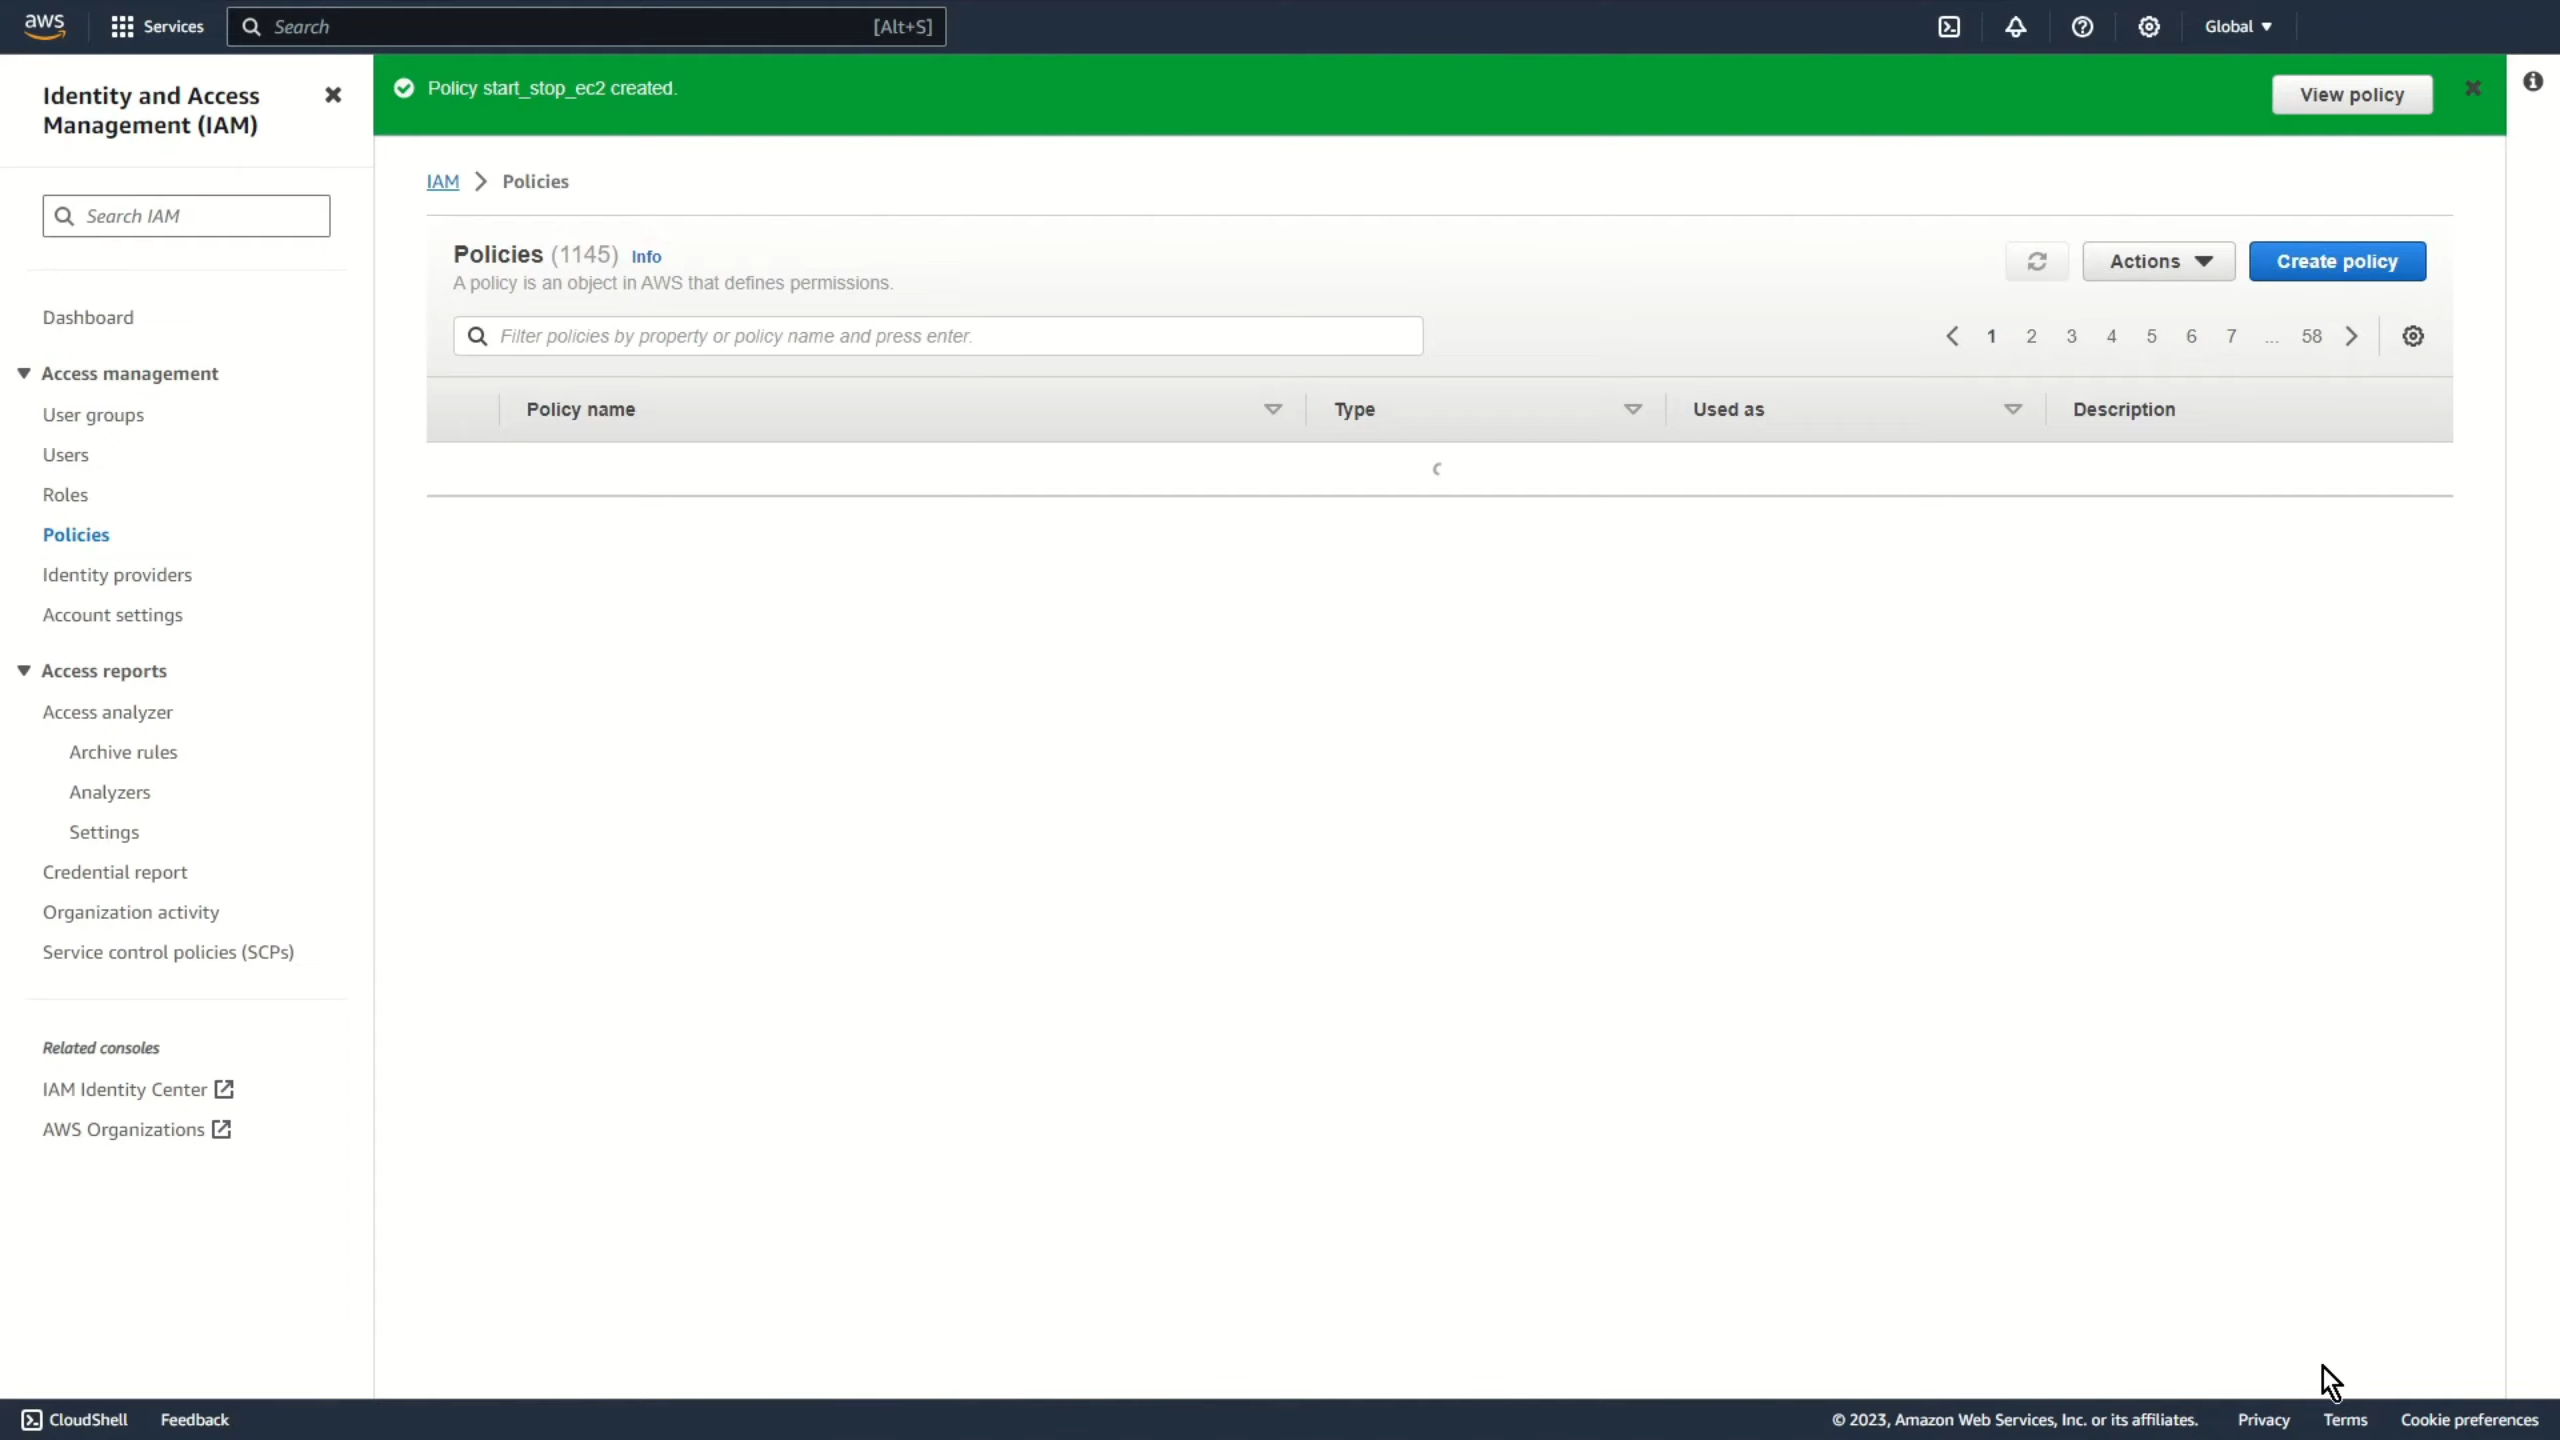 aws
Services
Search
[Alt+S]
Global
Identity and Access
Management (IAM)
Search IAM
Dashboard
Access management
User groups
Users
Roles
Policies
Identity providers
Account settings
Access reports
Access analyzer
Archive rules
Analyzers
Settings
Credential report
Organization activity
Service control policies (SCPs)
Related consoles
IAM Identity Center
AWS Organizations
Policy start_stop_ec2 created.
View policy
IAM > Policies
Policies (1145) Info
A policy is an object in AWS that defines permissions.
Actions
Create policy
Filter policies by property or policy name and press enter.
1 2 3 4 5 6 7 ... 58
Policy name Type Used as Description
CloudShell Feedback
© 2023, Amazon Web Services, Inc. or its affiliates. Privacy Terms Cookie preferences